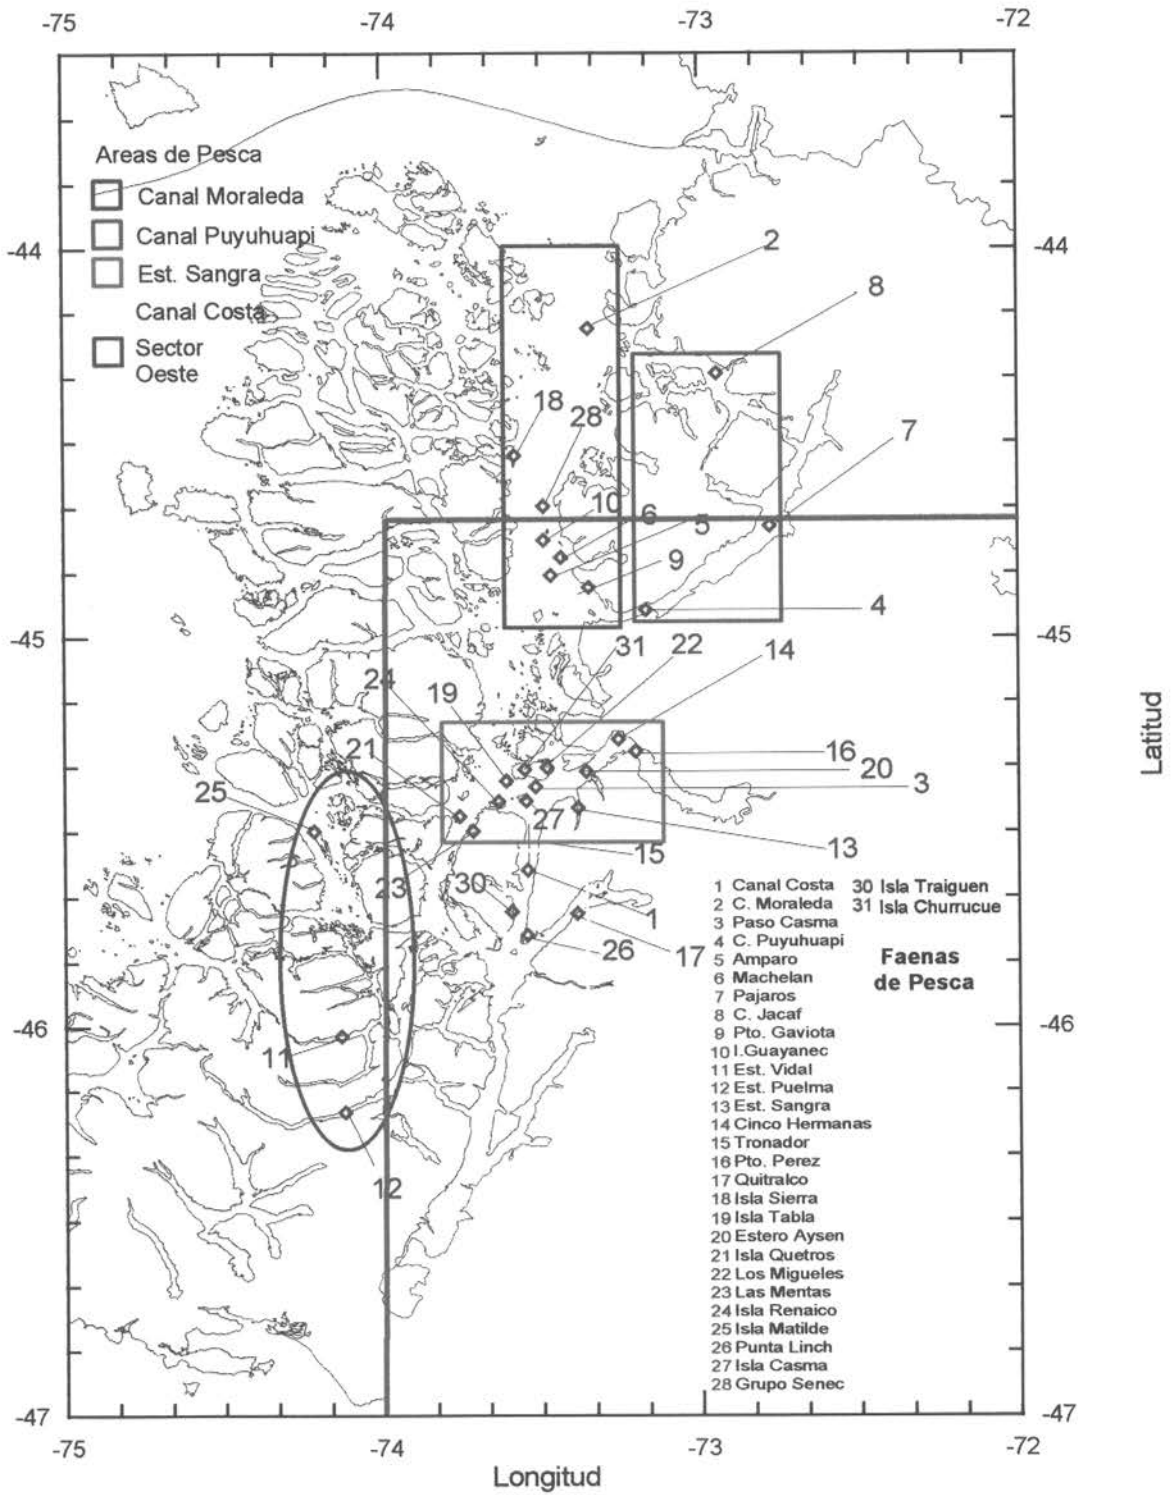 -75 -74 -73 -72
Areas de Pesca
Canal Moraleda
Canal Puyuhuapi
Est. Sangra
Canal Costa
Sector
Oeste
-44 -44
2
8
18
28
7
10
6
5
9
4
-45 -45
31
22
14
24
19
21
16
20
3
25
27
15
13
23
30
1
26
17
1 Canal Costa
2 C. Moraleda
3 Paso Casma
4 C. Puyuhuapi
5 Amparo
6 Machelan
7 Pajaros
8 C. Jacaf
9 Pto. Gaviota
10 I.Guayanec
11 Est. Vidal
12 Est. Puelma
13 Est. Sangra
14 Cinco Hermanas
15 Tronador
16 Pto. Perez
17 Quitralco
18 Isla Sierra
19 Isla Tabla
20 Estero Aysen
21 Isla Quetros
22 Los Migueles
23 Las Mentas
24 Isla Renaico
25 Isla Matilde
26 Punta Linch
27 Isla Casma
28 Grupo Senec
30 Isla Traiguen
31 Isla Churrucue
Faenas
de Pesca
-46 -46
11
12
-47 -47
-75 -74 -73 -72
Longitud
Latitud